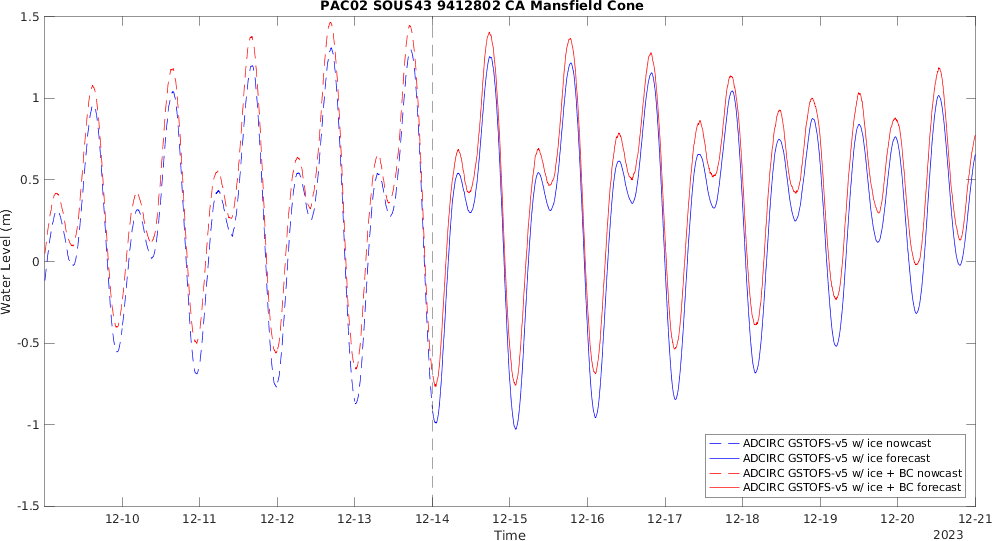 PAC02 SOUS43 9412802 CA Mansfield Cone
1.5
1
0.5
0
-0.5
-1
-1.5
Water Level (m)
ADCIRC GSTOFS-v5 w/ ice nowcast
ADCIRC GSTOFS-v5 w/ ice forecast
ADCIRC GSTOFS-v5 w/ ice + BC nowcast
ADCIRC GSTOFS-v5 w/ ice + BC forecast
12-10 12-11 12-12 12-13 12-14 12-15 12-16 12-17 12-18 12-19 12-20 12-21
Time
2023